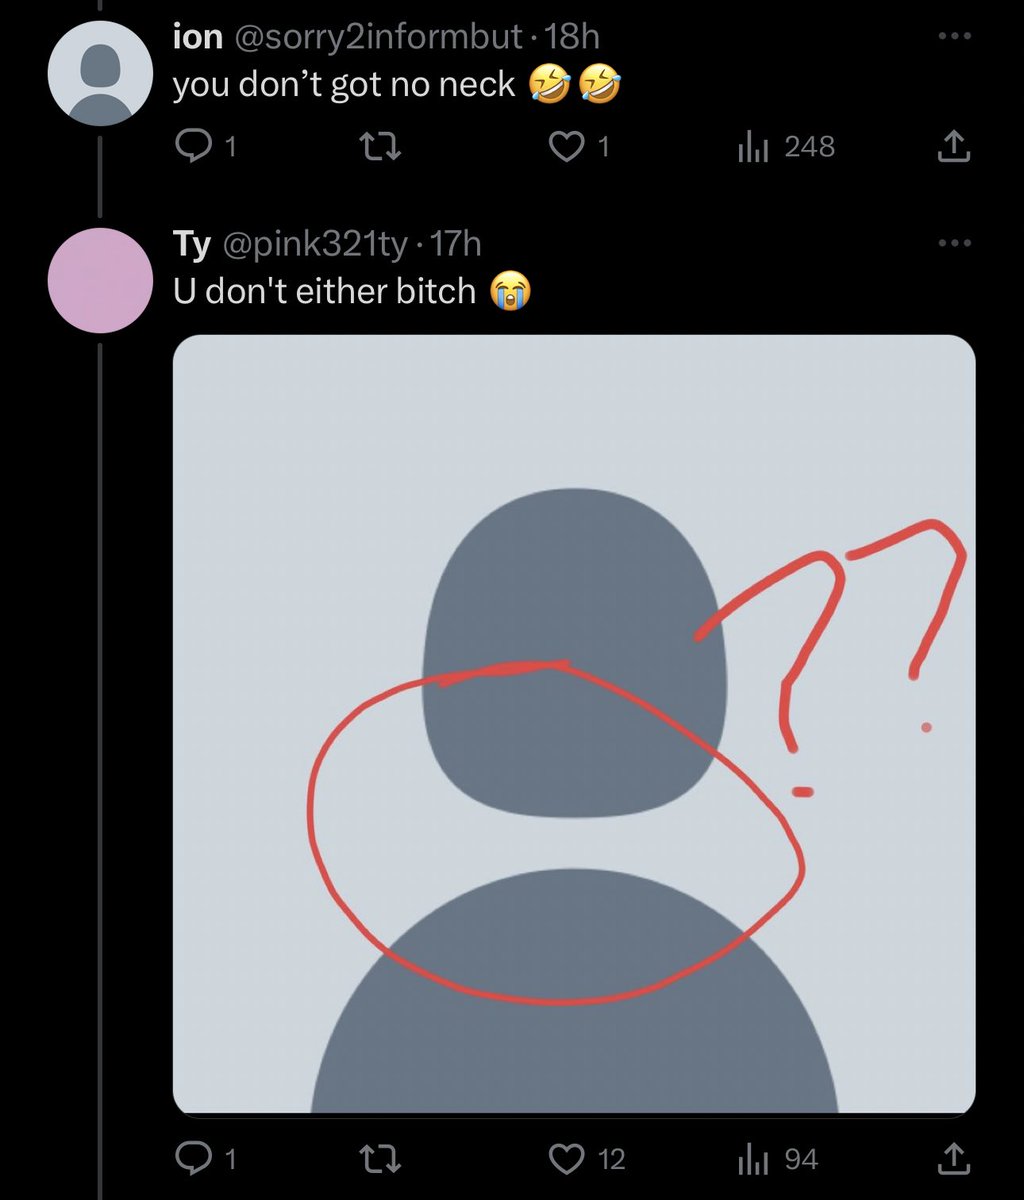 ion @sorry2informbut · 18h
you don’t got no neck 🤣🤣
1 1 248
Ty @pink321ty · 17h
U don't either bitch 😭
??
1 12 94